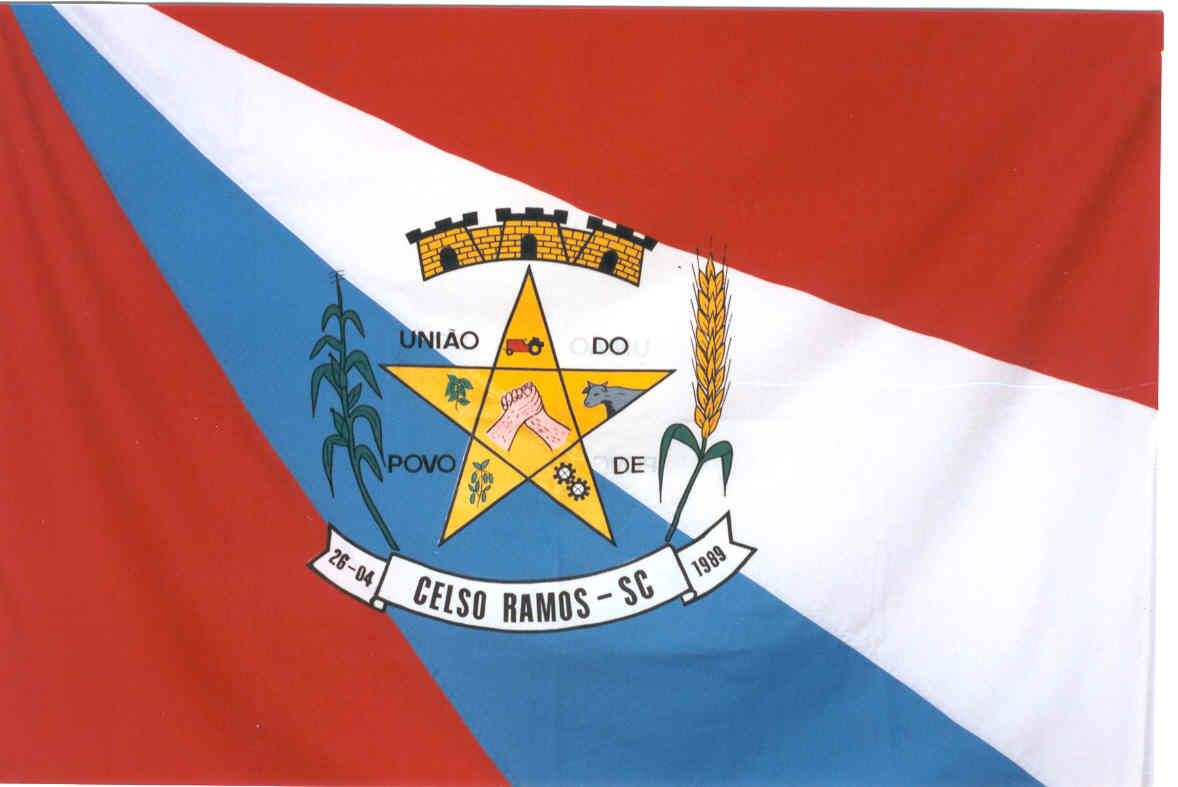 UNIÃO DO
POVO DE
26-04 CELSO RAMOS - SC 1989